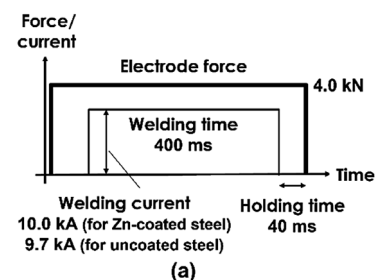 Force/
current
Electrode force
4.0 kN
Welding time
400 ms
Time
Welding current
10.0 kA (for Zn-coated steel)
9.7 kA (for uncoated steel)
Holding time
40 ms
(a)